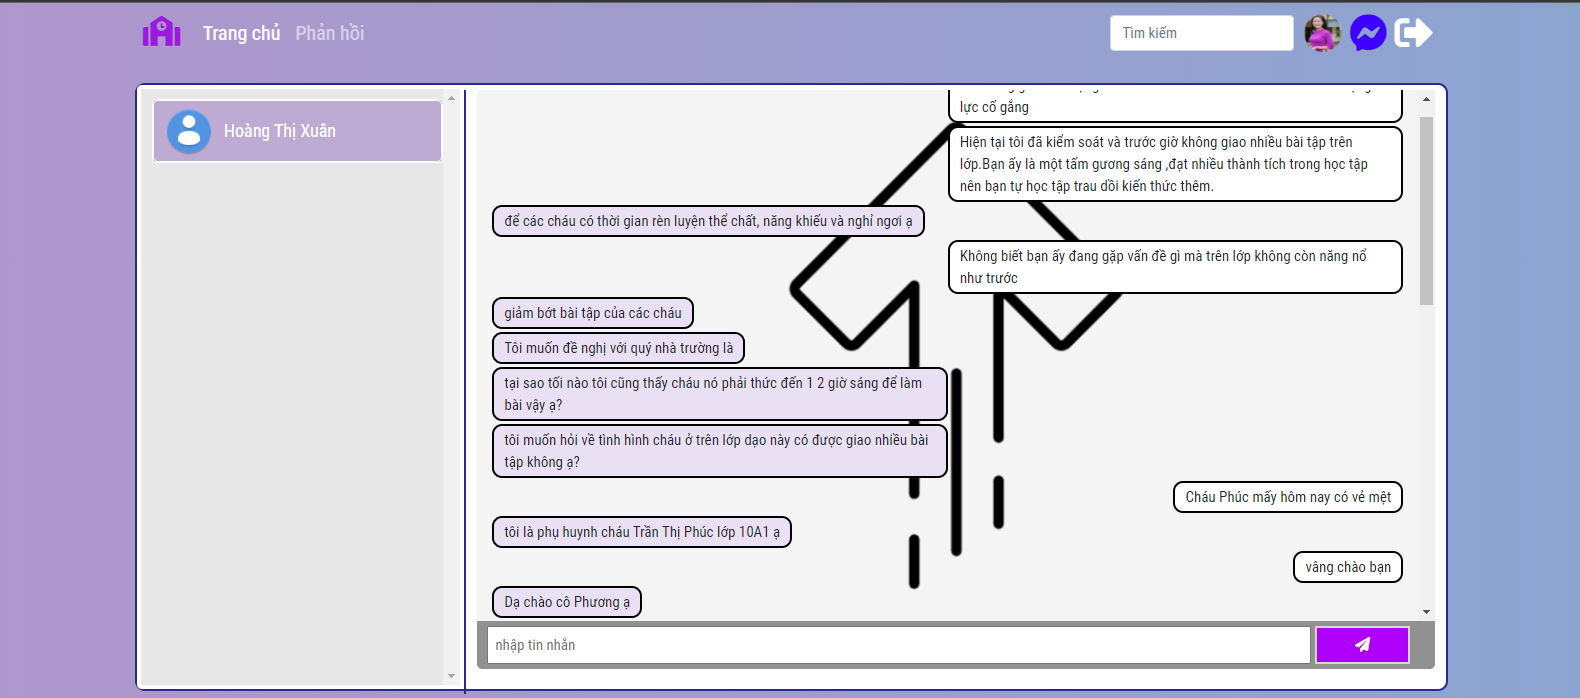 Trang chủ Phản hồi
Tìm kiếm
Hoàng Thị Xuân
lực cố gắng
Hiện tại tôi đã kiểm soát và trước giờ không giao nhiều bài tập trên
lớp.Bạn ấy là một tấm gương sáng ,đạt nhiều thành tích trong học tập
nên bạn tự học tập trau dồi kiến thức thêm.
để các cháu có thời gian rèn luyện thể chất, năng khiếu và nghỉ ngơi ạ
Không biết bạn ấy đang gặp vấn đề gì mà trên lớp không còn năng nổ
như trước
giảm bớt bài tập của các cháu
Tôi muốn đề nghị với quý nhà trường là
tại sao tối nào tôi cũng thấy cháu nó phải thức đến 1 2 giờ sáng để làm
bài vậy ạ?
tôi muốn hỏi về tình hình cháu ở trên lớp dạo này có được giao nhiều bài
tập không ạ?
Cháu Phúc mấy hôm nay có vẻ mệt
tôi là phụ huynh cháu Trần Thị Phúc lớp 10A1 ạ
vâng chào bạn
Dạ chào cô Phương ạ
nhập tin nhắn